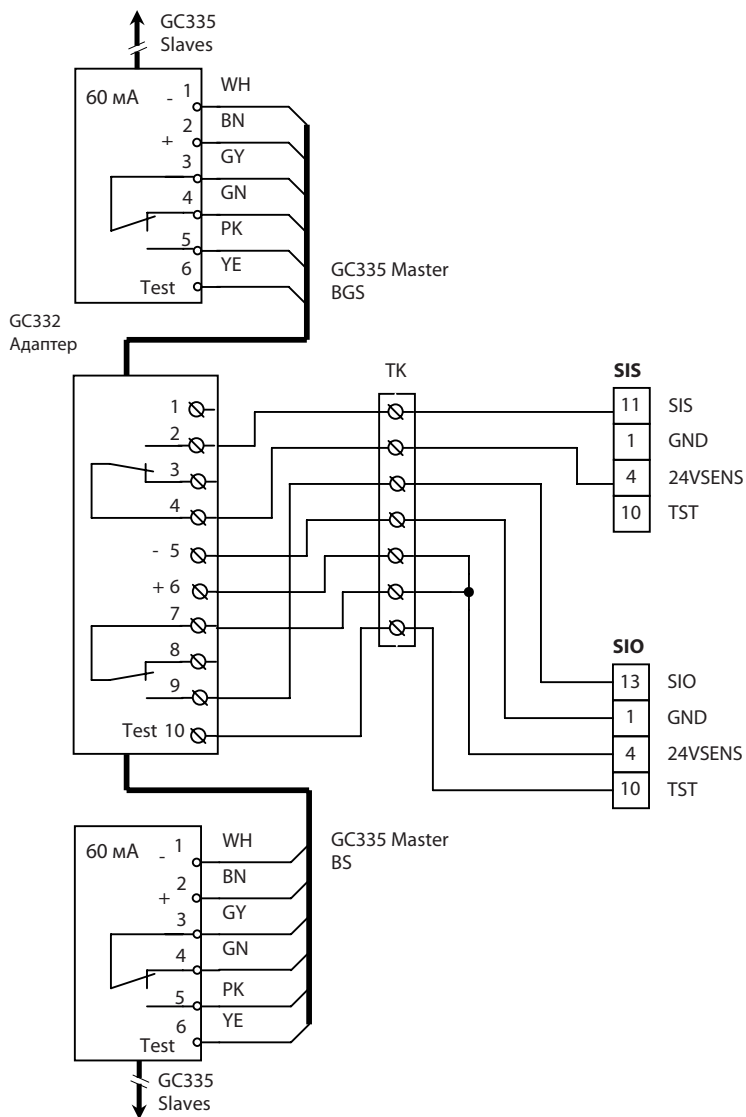 GC335
Slaves
60 мА
- 1
WH
2
+
BN
3
GY
4
GN
5
PK
6
YE
Test
GC335 Master
BGS
GC332
Адаптер
TK
SIS
1
2
3
4
- 5
+ 6
7
8
9
Test 10
11 SIS
1 GND
4 24VSENS
10 TST
SIO
13 SIO
1 GND
4 24VSENS
10 TST
GC335 Master
BS
60 мА
- 1
WH
2
+
BN
3
GY
4
GN
5
PK
6
YE
Test
GC335
Slaves